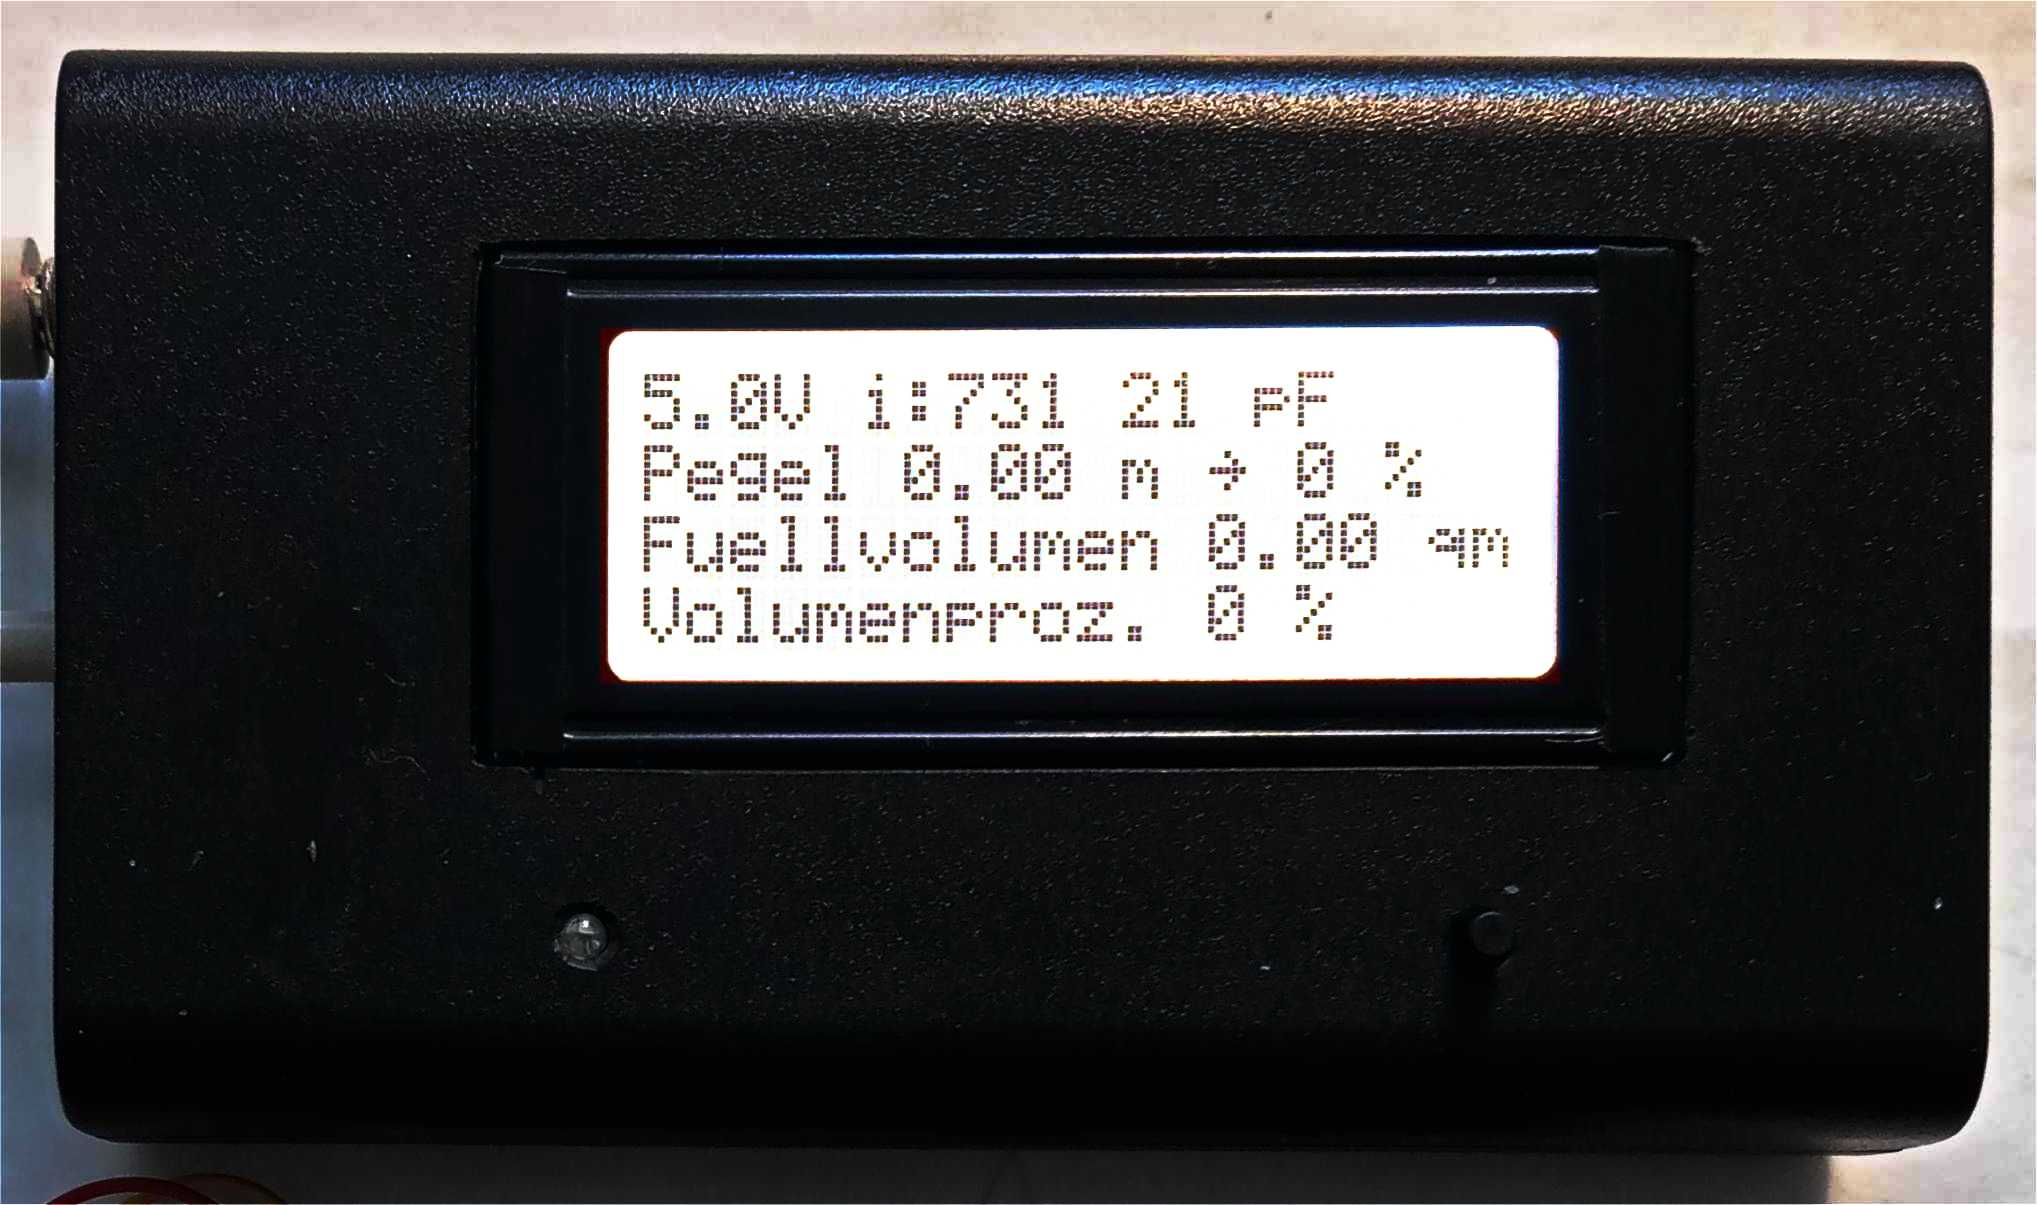 5.0V i:731 21 pF
Pegel 0.00 m → 0 %
Fuellvolumen 0.00 qm
Volumenproz. 0 %